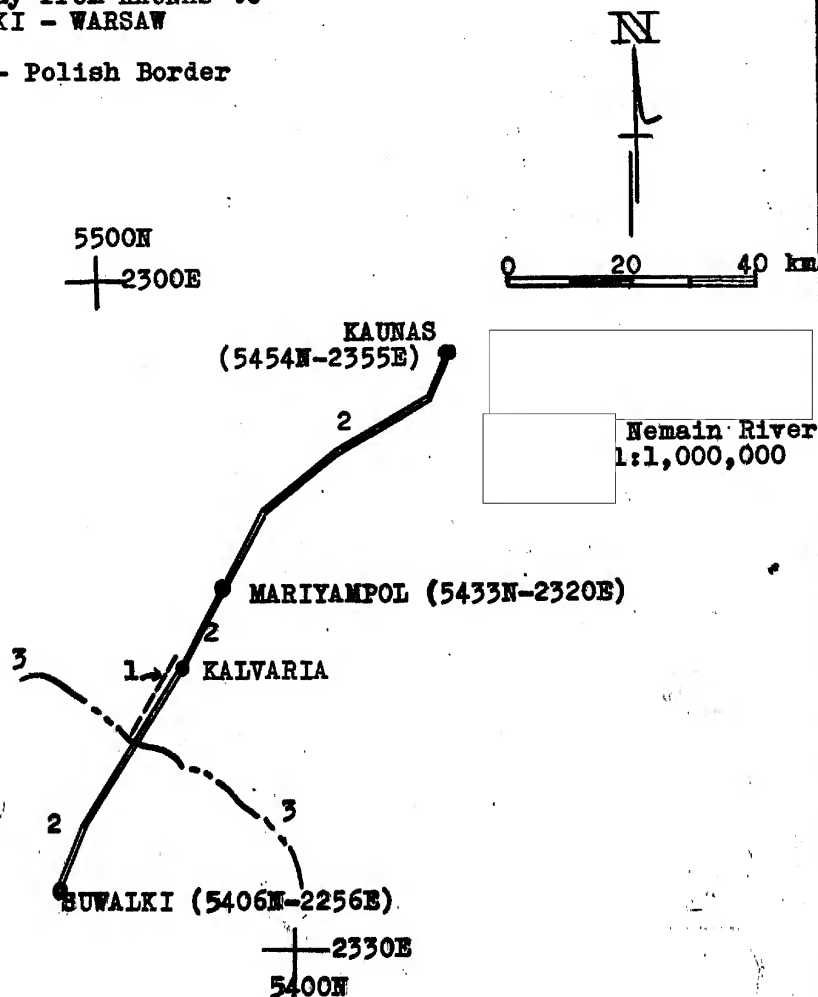 KI - WARSAW
- Polish Border
N
5500N
2300E
0 20 40 km
KAUNAS
(5454N-2355E)
2
Nemain River
1:1,000,000
MARIYAMPOL (5433N-2320E)
2
3
1
KALVARIA
3
2
SUWALKI (5406N-2256E)
2330E
5400N